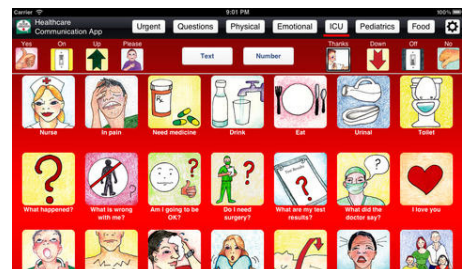 Carrier
9:01 PM
100%
Healthcare
Communication App
Urgent
Questions
Physical
Emotional
ICU
Pediatrics
Food
Yes
On
Up
Please
Text
Number
Thanks
Down
Off
No
Nurse
In pain
Need medicine
Drink
Eat
Urinal
Toilet
What happened?
What is wrong
with me?
Am I going to be
OK?
Do I need
surgery?
What are my test
results?
What did the
doctor say?
I love you